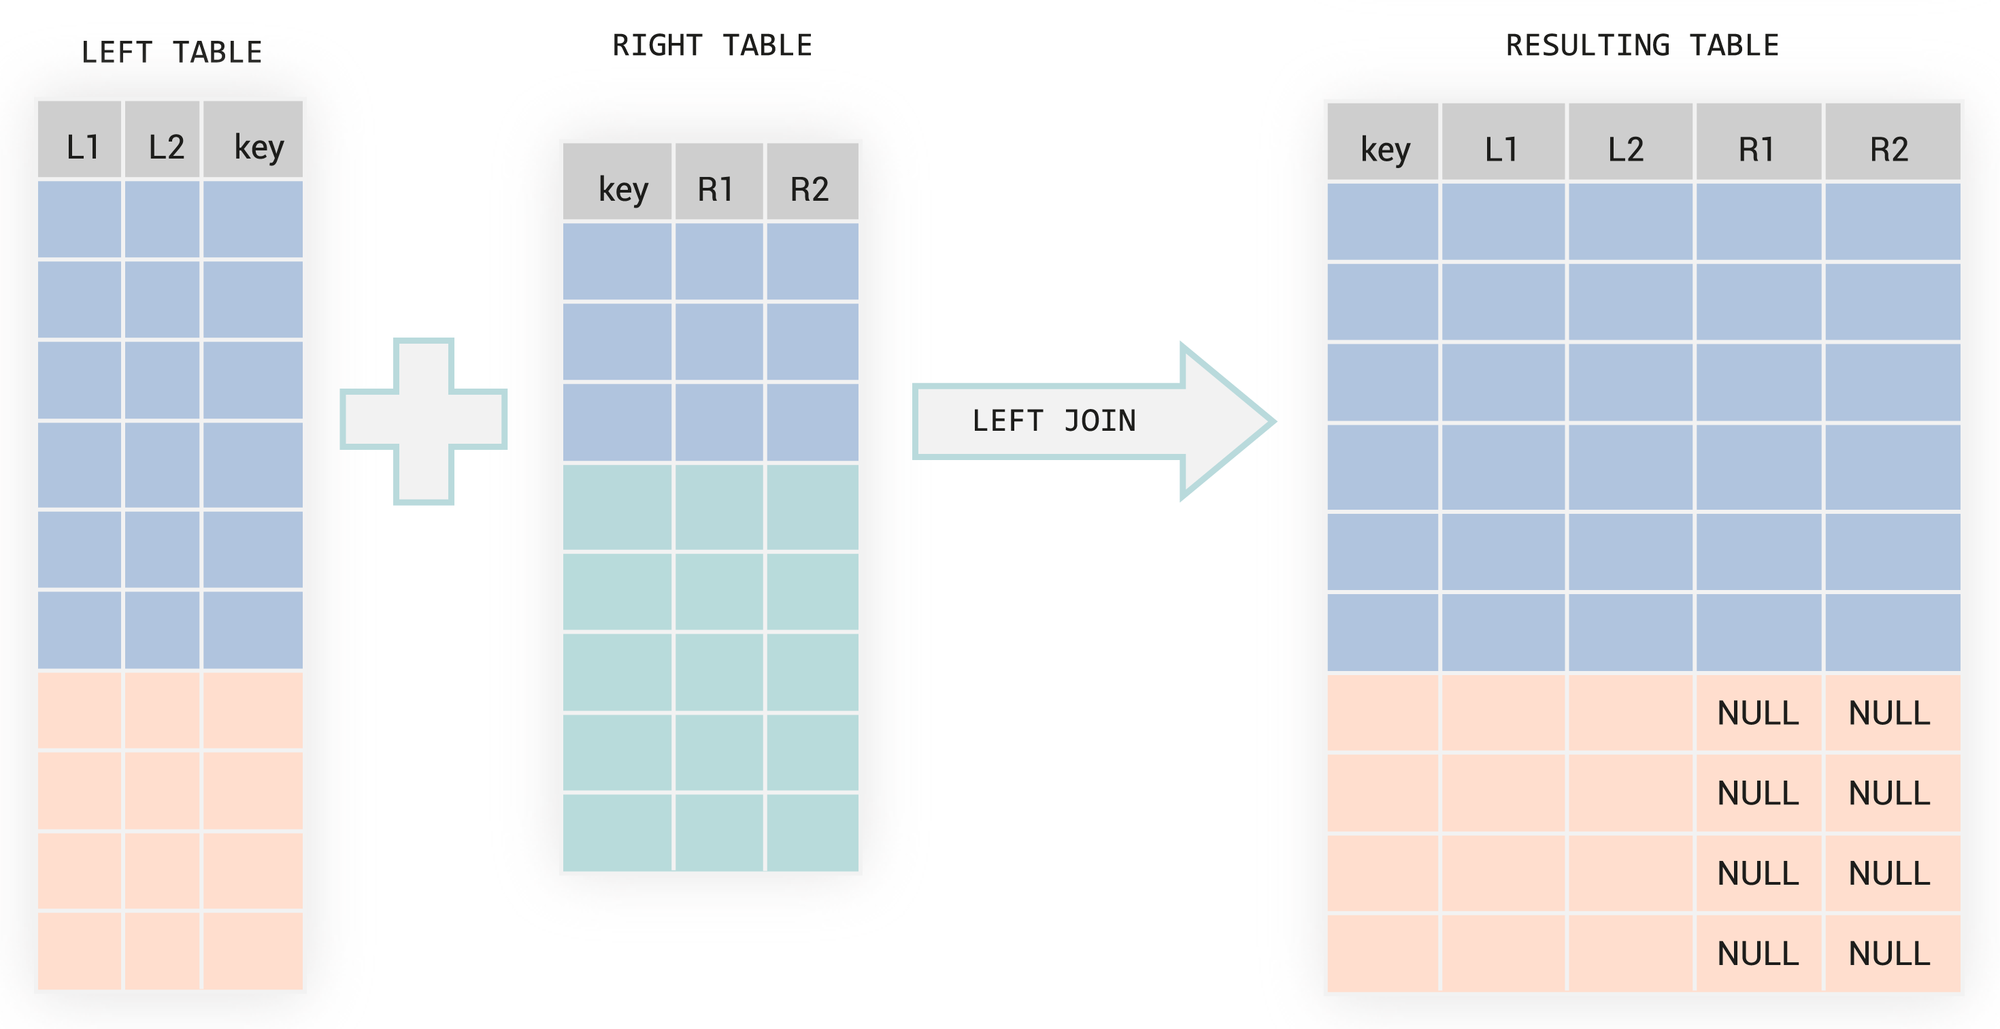 LEFT TABLE
RIGHT TABLE
RESULTING TABLE
L1 L2 key
key R1 R2
key L1 L2 R1 R2
LEFT JOIN
NULL NULL
NULL NULL
NULL NULL
NULL NULL